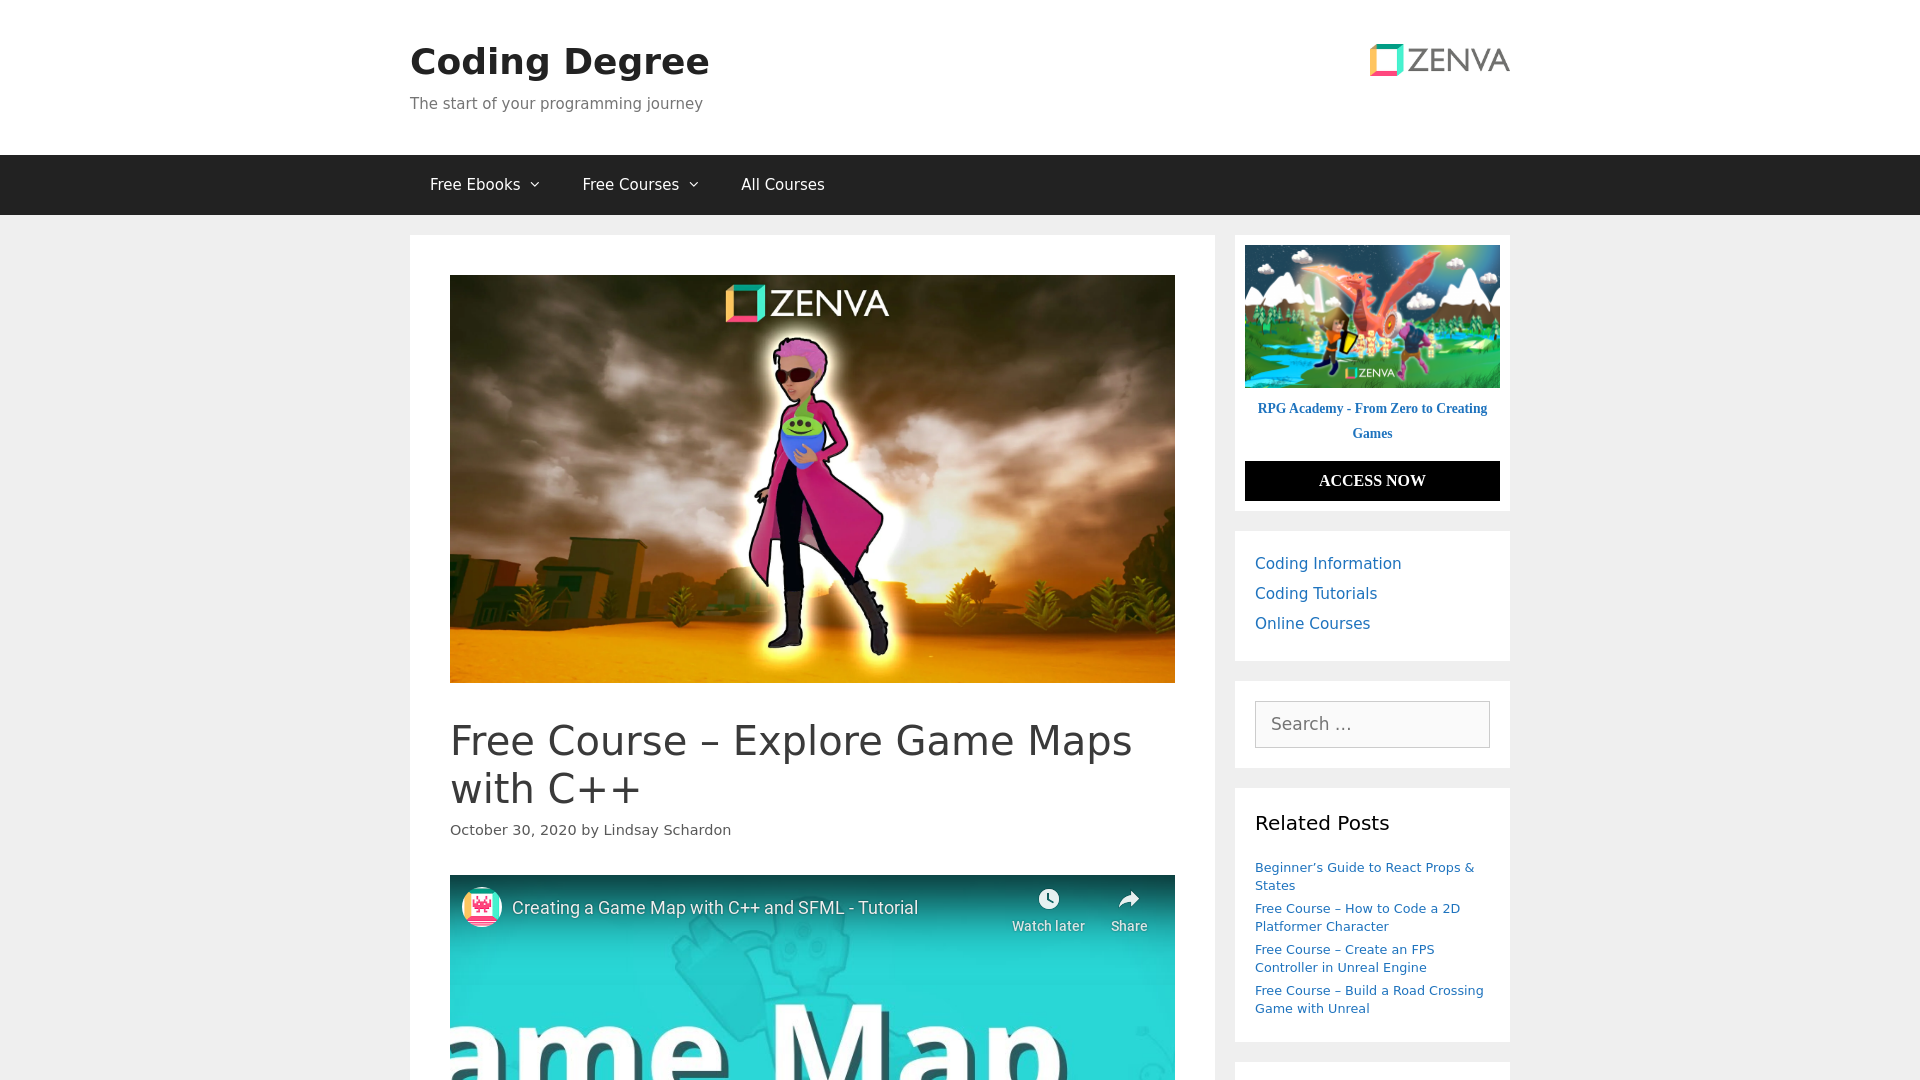 Coding Degree
The start of your programming journey
ZENVA
Free Ebooks
Free Courses
All Courses
ZENVA
Free Course – Explore Game Maps
with C++
October 30, 2020 by Lindsay Schardon
Creating a Game Map with C++ and SFML - Tutorial
Watch later
Share
ame Map
ZENVA
RPG Academy - From Zero to Creating
Games
ACCESS NOW
Coding Information
Coding Tutorials
Online Courses
Search …
Related Posts
Beginner’s Guide to React Props &
States
Free Course – How to Code a 2D
Platformer Character
Free Course – Create an FPS
Controller in Unreal Engine
Free Course – Build a Road Crossing
Game with Unreal